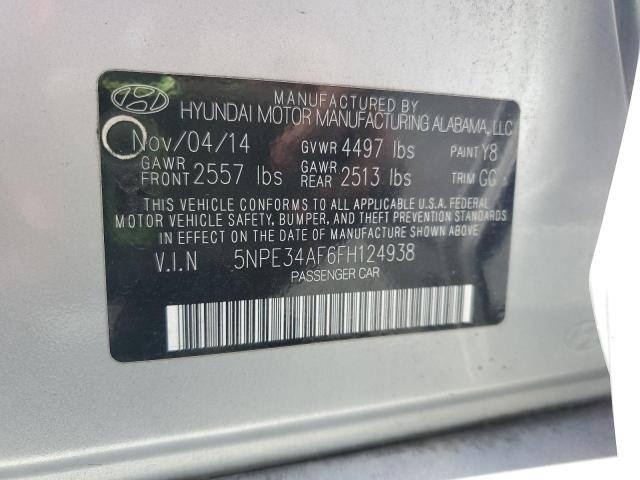 MANUFACTURED BY
HYUNDAI MOTOR MANUFACTURING ALABAMA, LLC
Nov/04/14 GVWR 4497 lbs PAINT Y8
GAWR FRONT 2557 lbs GAWR REAR 2513 lbs TRIM GG
THIS VEHICLE CONFORMS TO ALL APPLICABLE U.S.A. FEDERAL
MOTOR VEHICLE SAFETY, BUMPER, AND THEFT PREVENTION STANDARDS
IN EFFECT ON THE DATE OF MANUFACTURE SHOWN ABOVE.
V.I.N 5NPE34AF6FH124938
PASSENGER CAR